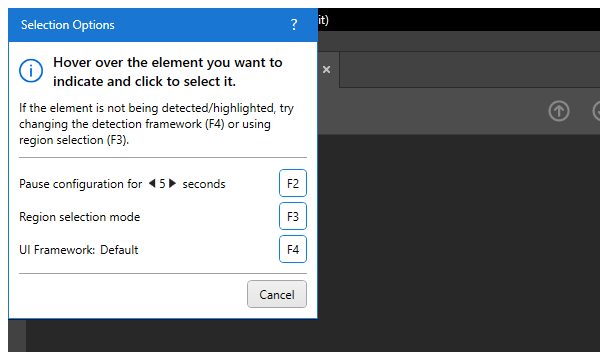 Selection Options ?
it)
Hover over the element you want to
indicate and click to select it.
If the element is not being detected/highlighted, try
changing the detection framework (F4) or using
region selection (F3).
Pause configuration for 5 seconds F2
Region selection mode F3
UI Framework: Default F4
Cancel